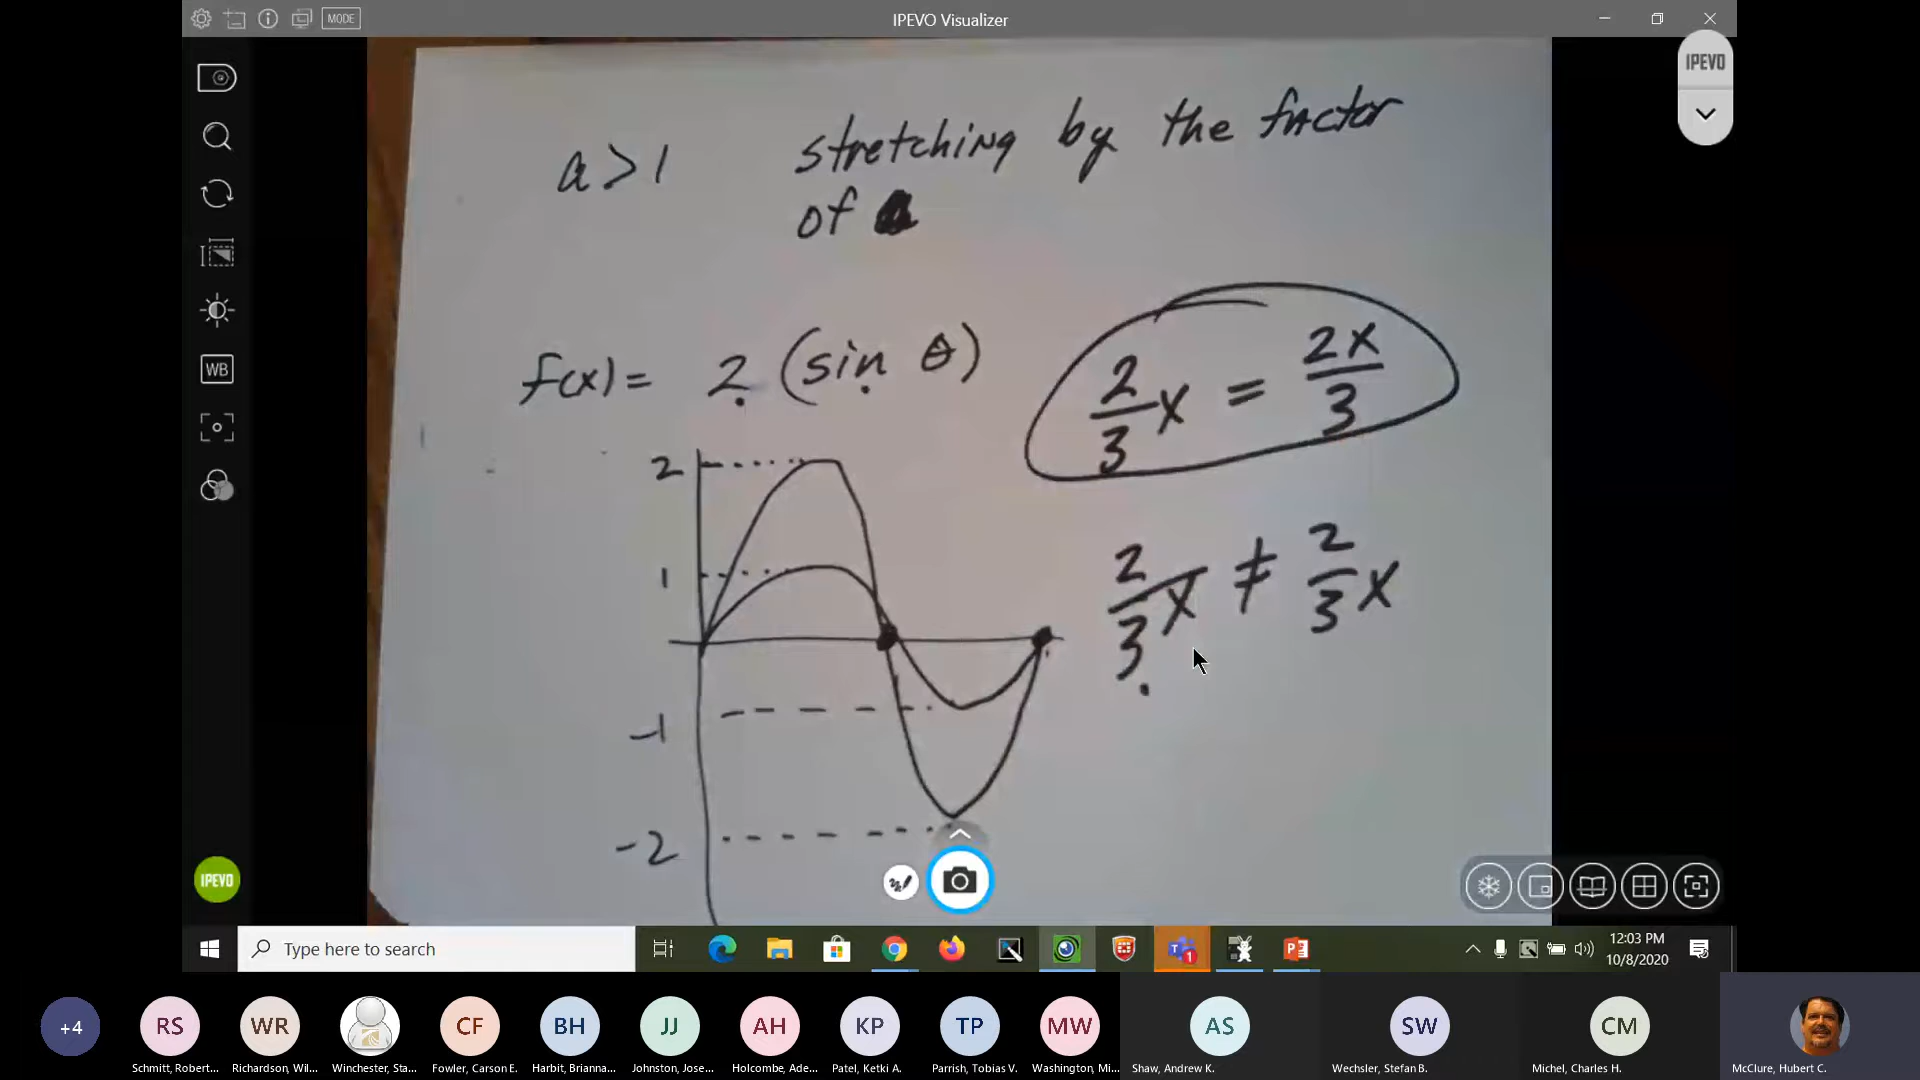 MODE
IPEVO Visualizer
IPEVO
WB
a > 1 stretching by the factor
of a
f(x) = 2 (sin θ)
2/3 x = 2x/3
2
1
2/3x ≠ 2/3 x
-1
-2
IPEVO
Type here to search
1
12:03 PM
10/8/2020
+4
RS
WR
CF
BH
JJ
AH
KP
TP
MW
AS
SW
CM
Schmitt, Robert...
Richardson, Wil...
Winchester, Sta...
Fowler, Carson E.
Harbit, Brianna...
Johnston, Jose...
Holcombe, Ade...
Patel, Ketki A.
Parrish, Tobias V.
Washington, Mi...
Shaw, Andrew K.
Wechsler, Stefan B.
Michel, Charles H.
McClure, Hubert C.